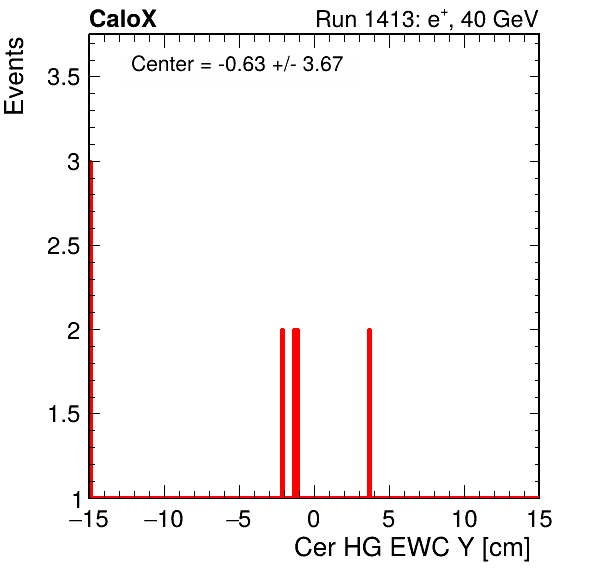 CaloX Run 1413: e⁺, 40 GeV
Events
Center = -0.63 +/- 3.67
3.5
3
2.5
2
1.5
1
−15 −10 −5 0 5 10 15
Cer HG EWC Y [cm]